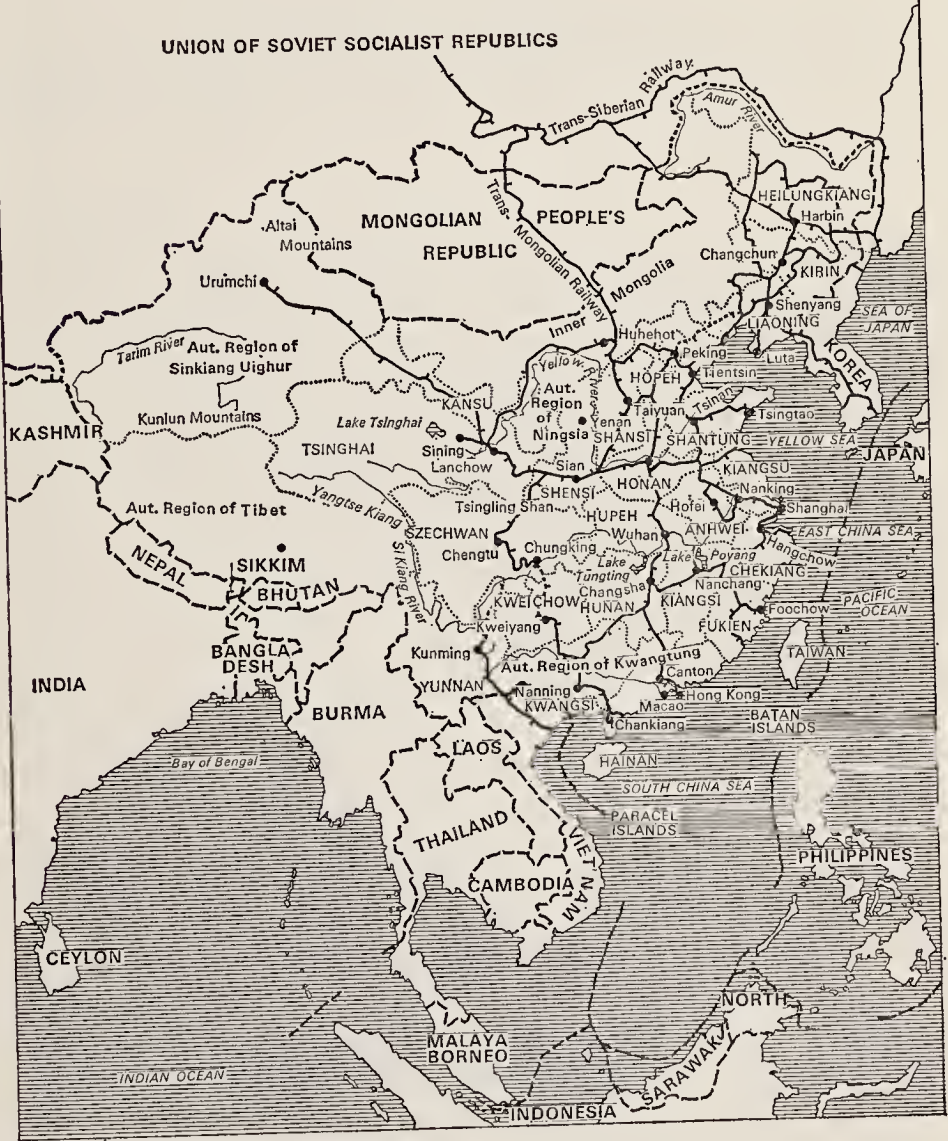 UNION OF SOVIET SOCIALIST REPUBLICS
Trans-Siberian Railway
Amur River
HEILUNGKIANG
Harbin
Altai
Mountains
MONGOLIAN PEOPLE'S
REPUBLIC
Trans-Mongolian Railway
Inner Mongolia
Changchun
KIRIN
Urumchi
Shenyang
LIAONING
SEA OF
JAPAN
Huhehot
Peking
Tientsin
Luta
KOREA
Tarim River
Aut. Region of
Sinkiang Uighur
Yellow River
HOPEH
Aut.
Region
of
Ningsia
KANSU
Taiyuan
Tsinan
Tsingtao
Kunlun Mountains
Lake Tsinghai
Yenan
SHANSI
SHANTUNG
YELLOW SEA
KASHMIR
TSINGHAI
Sining
Lanchow
JAPAN
Sian
KIANGSU
SHENSI
HONAN
Nanking
Yangtse Kiang
Tsingling Shan
Hofei
Shanghai
Aut. Region of Tibet
SZECHWAN
HUPEH
Wuhan
ANHWEI
EAST CHINA SEA
Hangchow
Chengtu
Chungking
Lake
Tungting
Lake Poyang
CHEKIANG
NEPAL
SIKKIM
BHUTAN
Si Kiang River
Changsha
Nanchang
PACIFIC
OCEAN
KWEICHOW
HUNAN
KIANGSI
Foochow
Kweiyang
FUKIEN
BANGLA
DESH
Kunming
Aut. Region of Kwangtung
TAIWAN
INDIA
YUNNAN
Nanning
KWANGSI
Canton
Hong Kong
Macao
BURMA
Chankiang
BATAN
ISLANDS
LAOS
HAINAN
Bay of Bengal
SOUTH CHINA SEA
THAILAND
PARACEL
ISLANDS
VIET NAM
PHILIPPINES
CAMBODIA
CEYLON
NORTH
MALAYA
BORNEO
SARAWAK
INDIAN OCEAN
INDONESIA